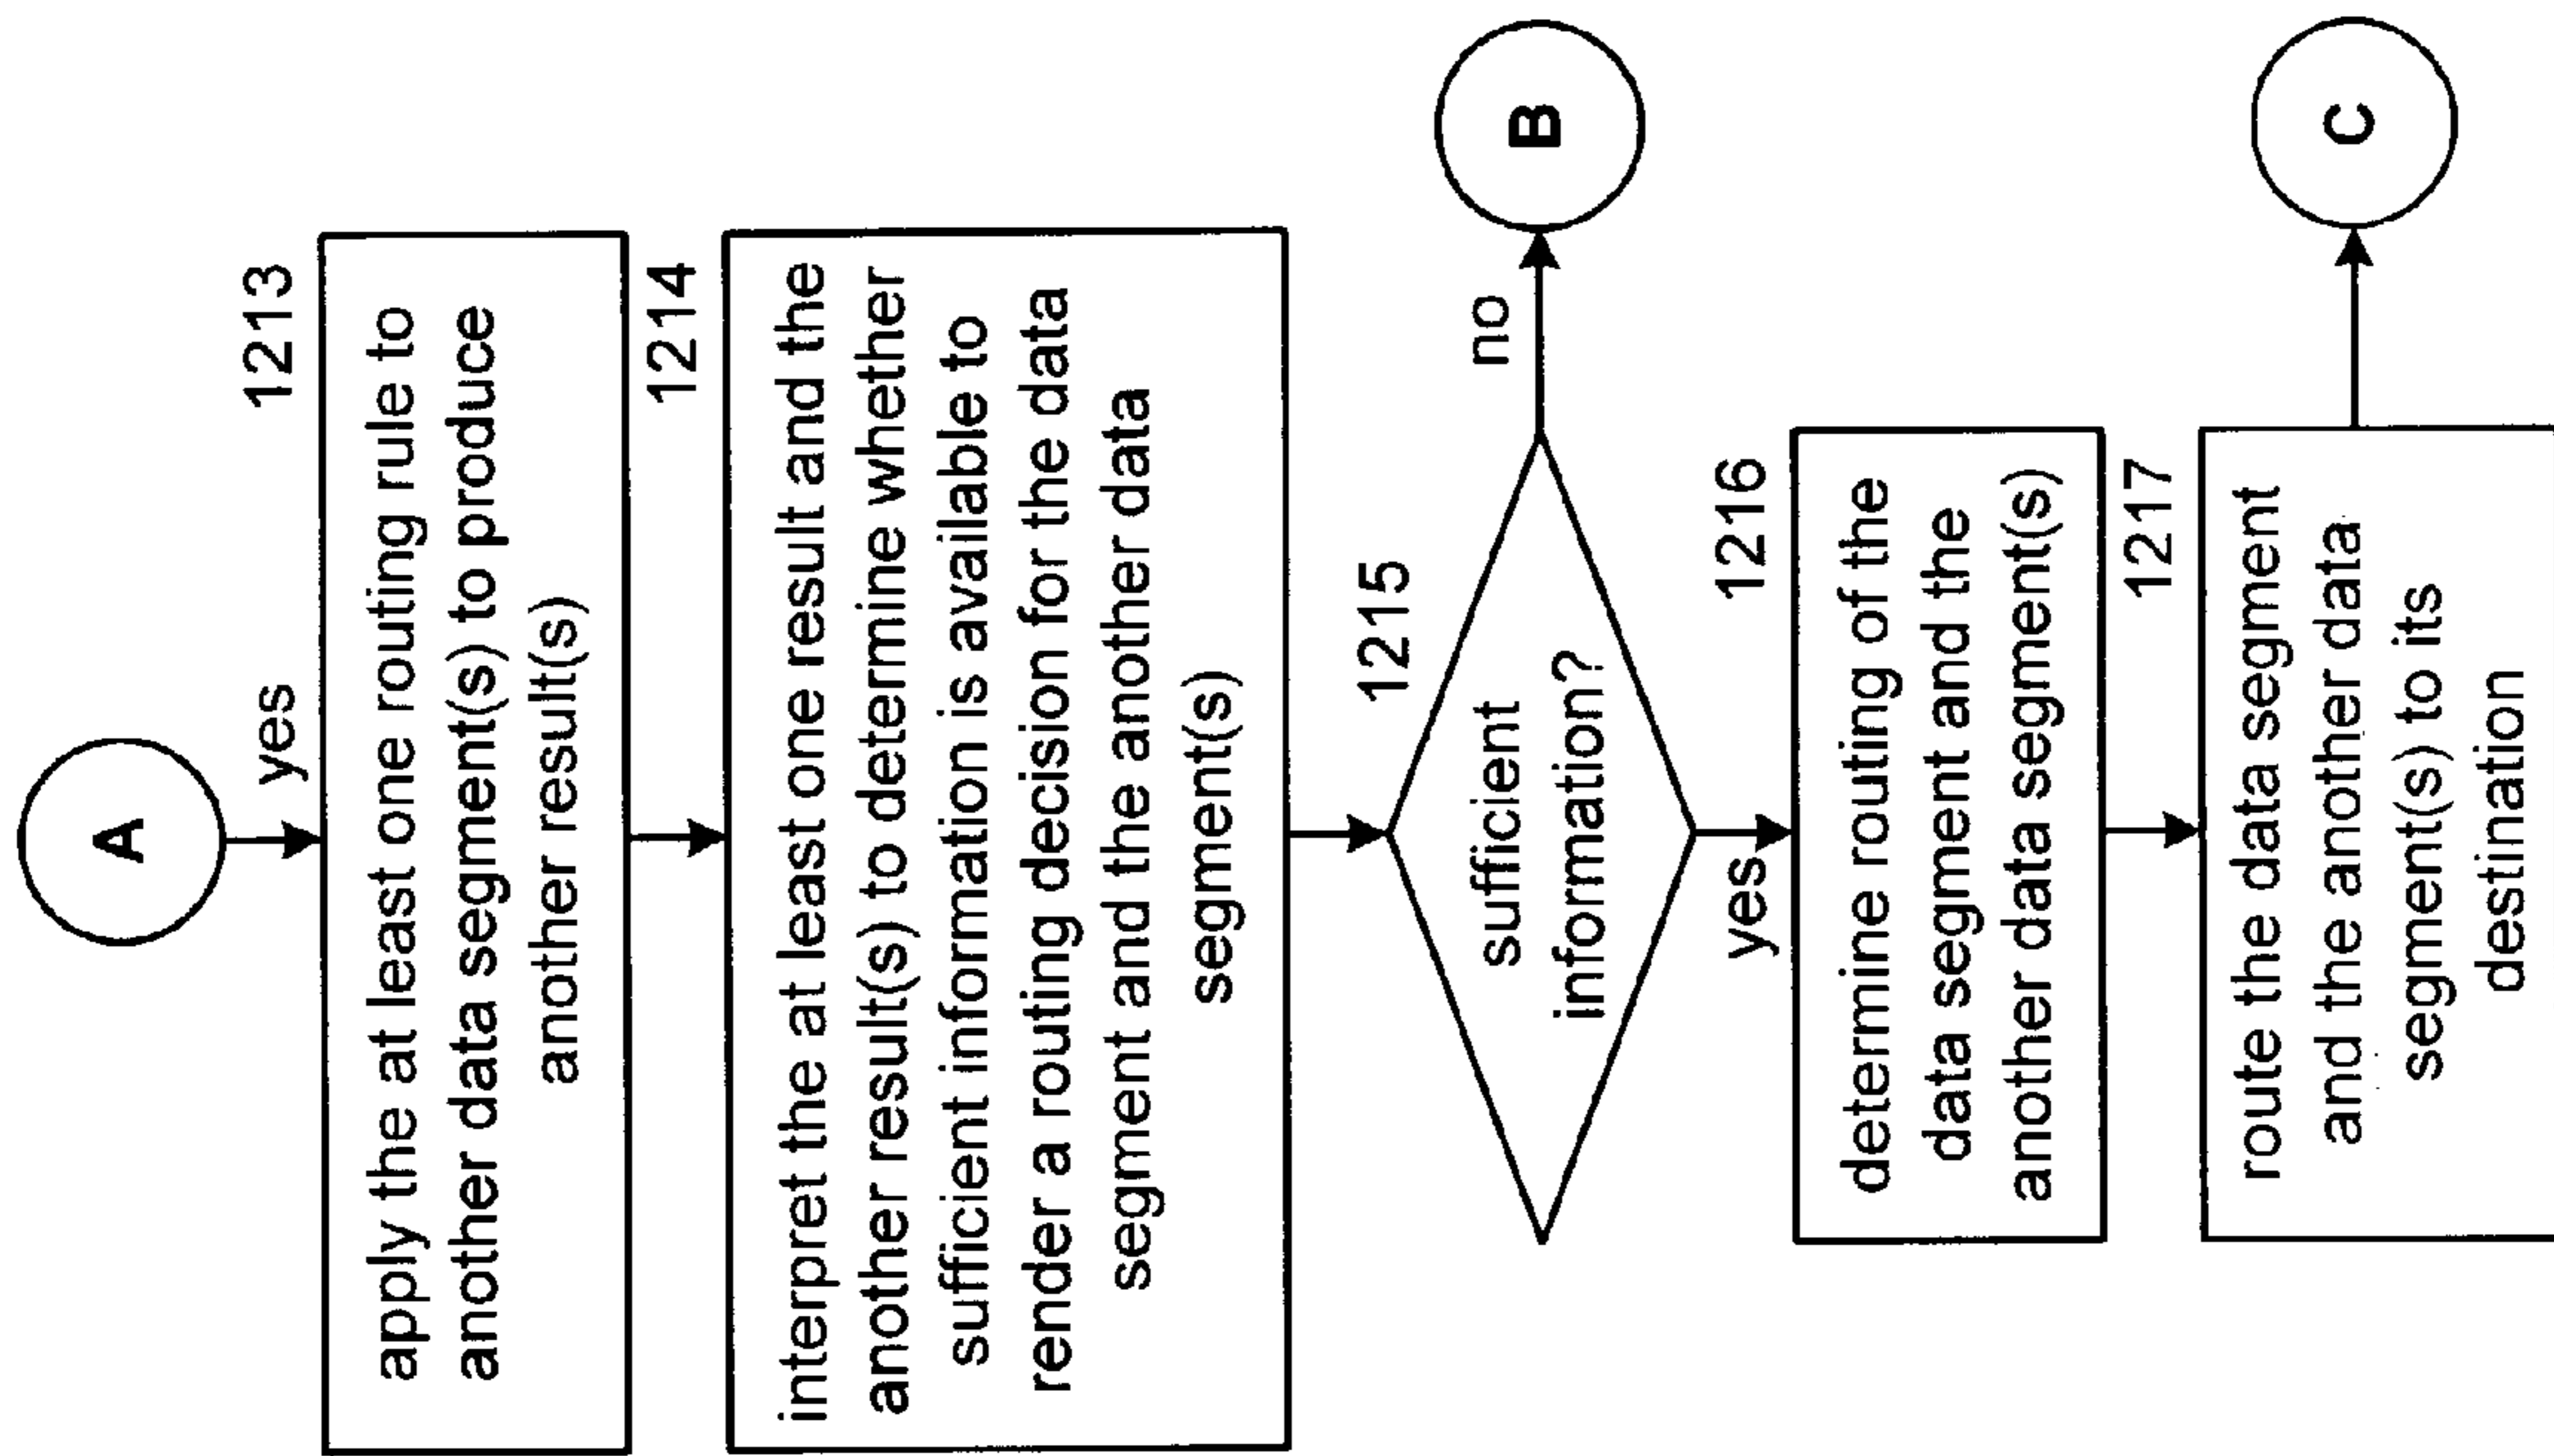 A
yes
1213
apply the at least one routing rule to
another data segment(s) to produce
another result(s)
1214
interpret the at least one result and the
another result(s) to determine whether
sufficient information is available to
render a routing decision for the data
segment and the another data
segment(s)
1215
sufficient
information?
no
B
yes
1216
determine routing of the
data segment and the
another data segment(s)
1217
route the data segment
and the another data
segment(s) to its
destination
C